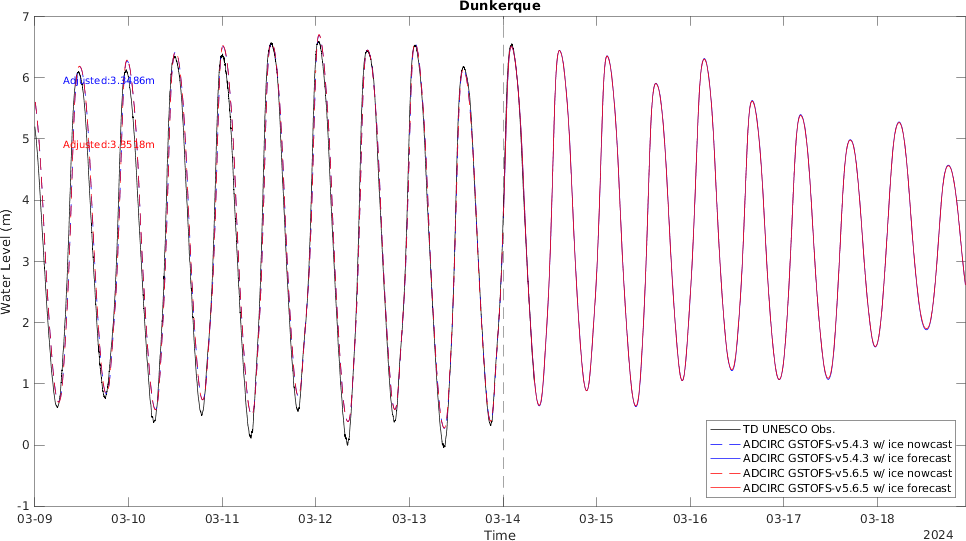 Dunkerque
7
6
5
4
3
2
1
0
-1
Water Level (m)
Adjusted:3.3486m
Adjusted:3.3518m
TD UNESCO Obs.
ADCIRC GSTOFS-v5.4.3 w/ ice nowcast
ADCIRC GSTOFS-v5.4.3 w/ ice forecast
ADCIRC GSTOFS-v5.6.5 w/ ice nowcast
ADCIRC GSTOFS-v5.6.5 w/ ice forecast
03-09 03-10 03-11 03-12 03-13 03-14 03-15 03-16 03-17 03-18
Time
2024